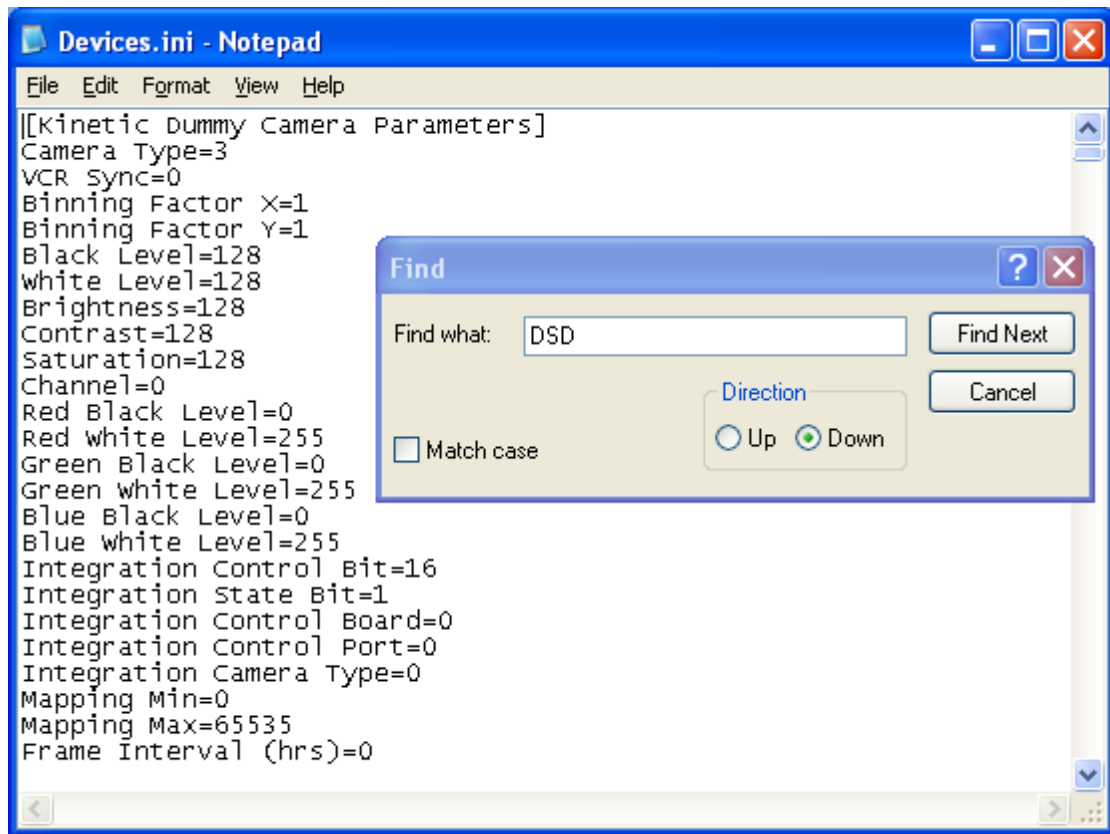 Devices.ini - Notepad
File Edit Format View Help
[Kinetic Dummy Camera Parameters]
Camera Type=3
VCR Sync=0
Binning Factor X=1
Binning Factor Y=1
Black Level=128
White Level=128
Brightness=128
Contrast=128
Saturation=128
Channel=0
Red Black Level=0
Red White Level=255
Green Black Level=0
Green White Level=255
Blue Black Level=0
Blue White Level=255
Integration Control Bit=16
Integration State Bit=1
Integration Control Board=0
Integration Control Port=0
Integration Camera Type=0
Mapping Min=0
Mapping Max=65535
Frame Interval (hrs)=0
Find
?
Find what: DSD
Find Next
Direction
Cancel
Up Down
Match case